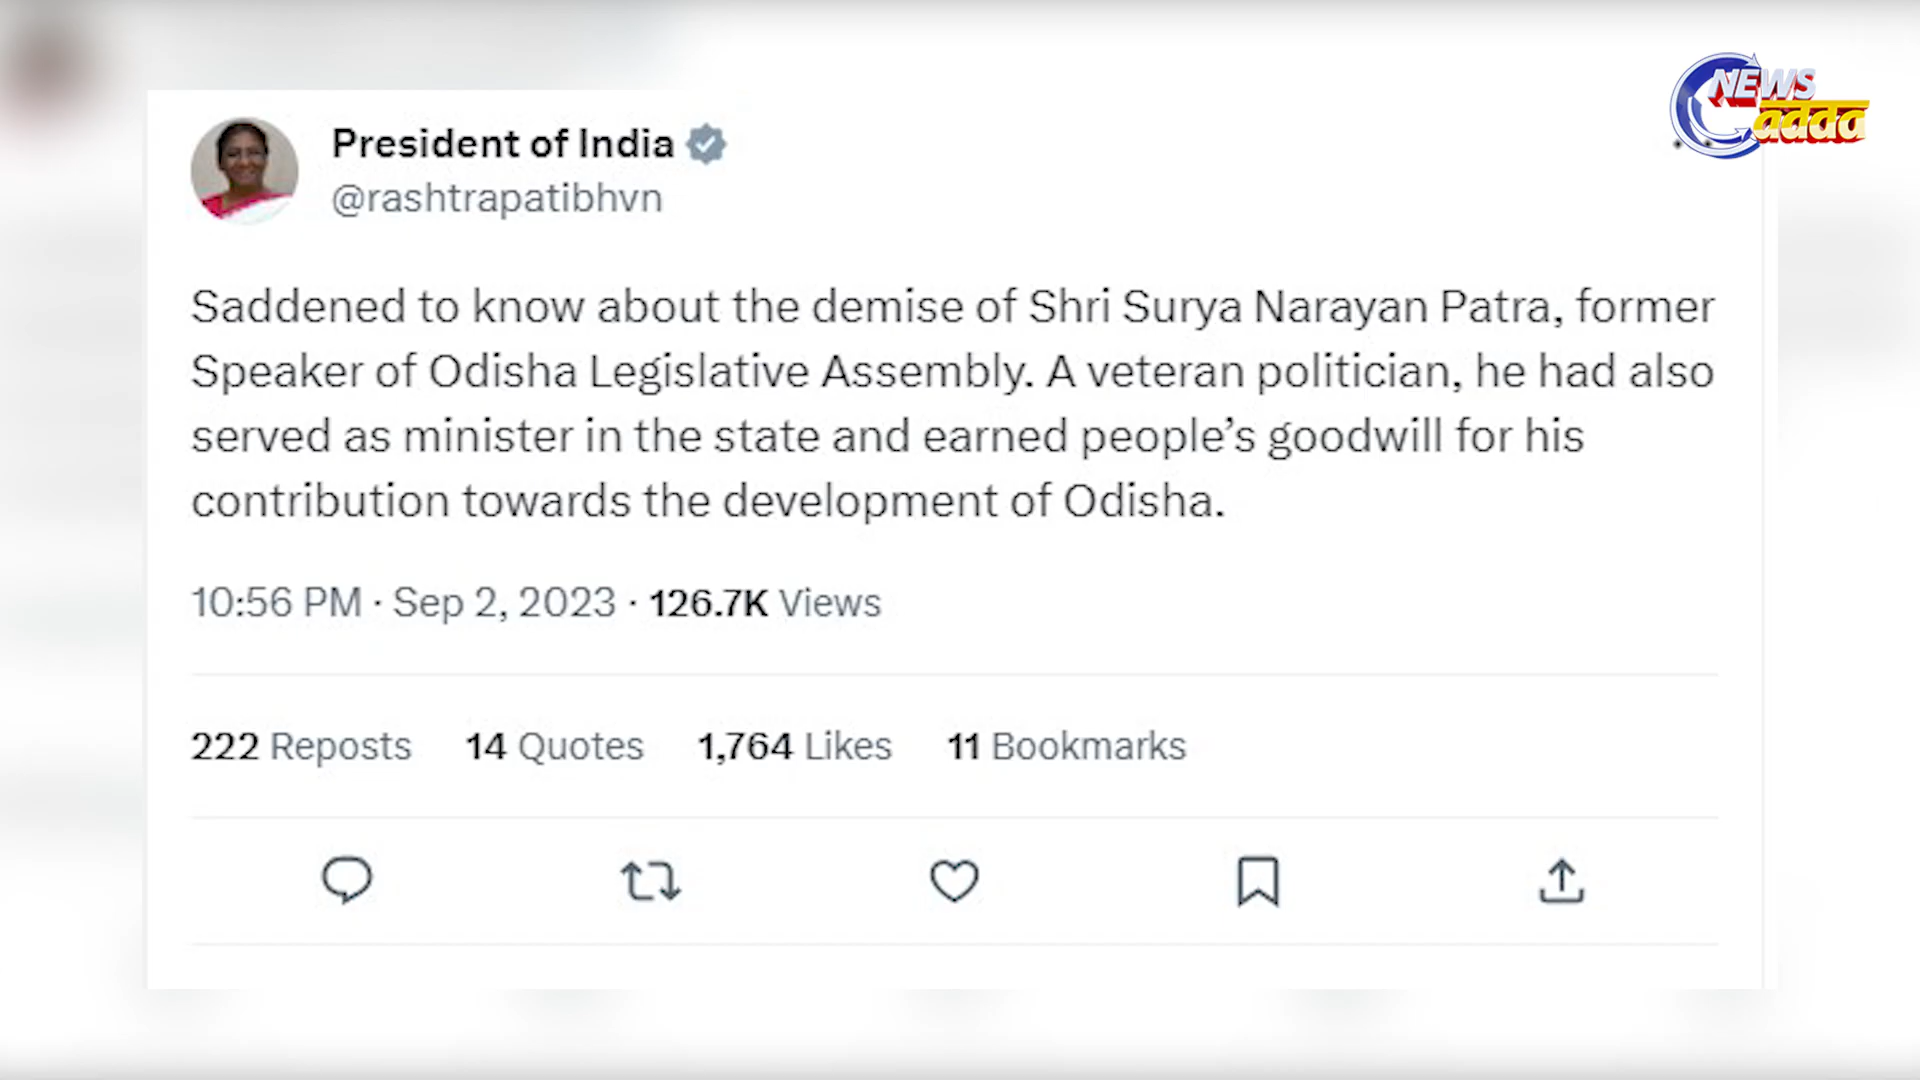 NEWS
adda
President of India
@rashtrapatibhvn
Saddened to know about the demise of Shri Surya Narayan Patra, former
Speaker of Odisha Legislative Assembly. A veteran politician, he had also
served as minister in the state and earned people’s goodwill for his
contribution towards the development of Odisha.
10:56 PM · Sep 2, 2023 · 126.7K Views
222 Reposts 14 Quotes 1,764 Likes 11 Bookmarks